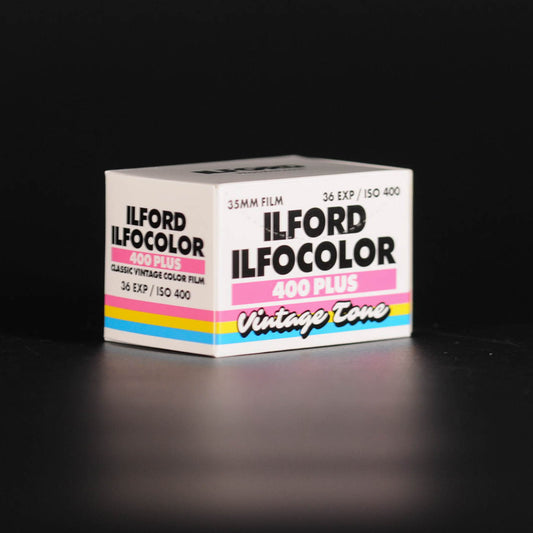 ILFORD
ILFORD
ILFOCOLOR
400 PLUS
CLASSIC VINTAGE COLOR FILM
36 EXP / ISO 400
35MM FILM
36 EXP / ISO 400
ILFORD
ILFOCOLOR
400 PLUS
Vintage Tone